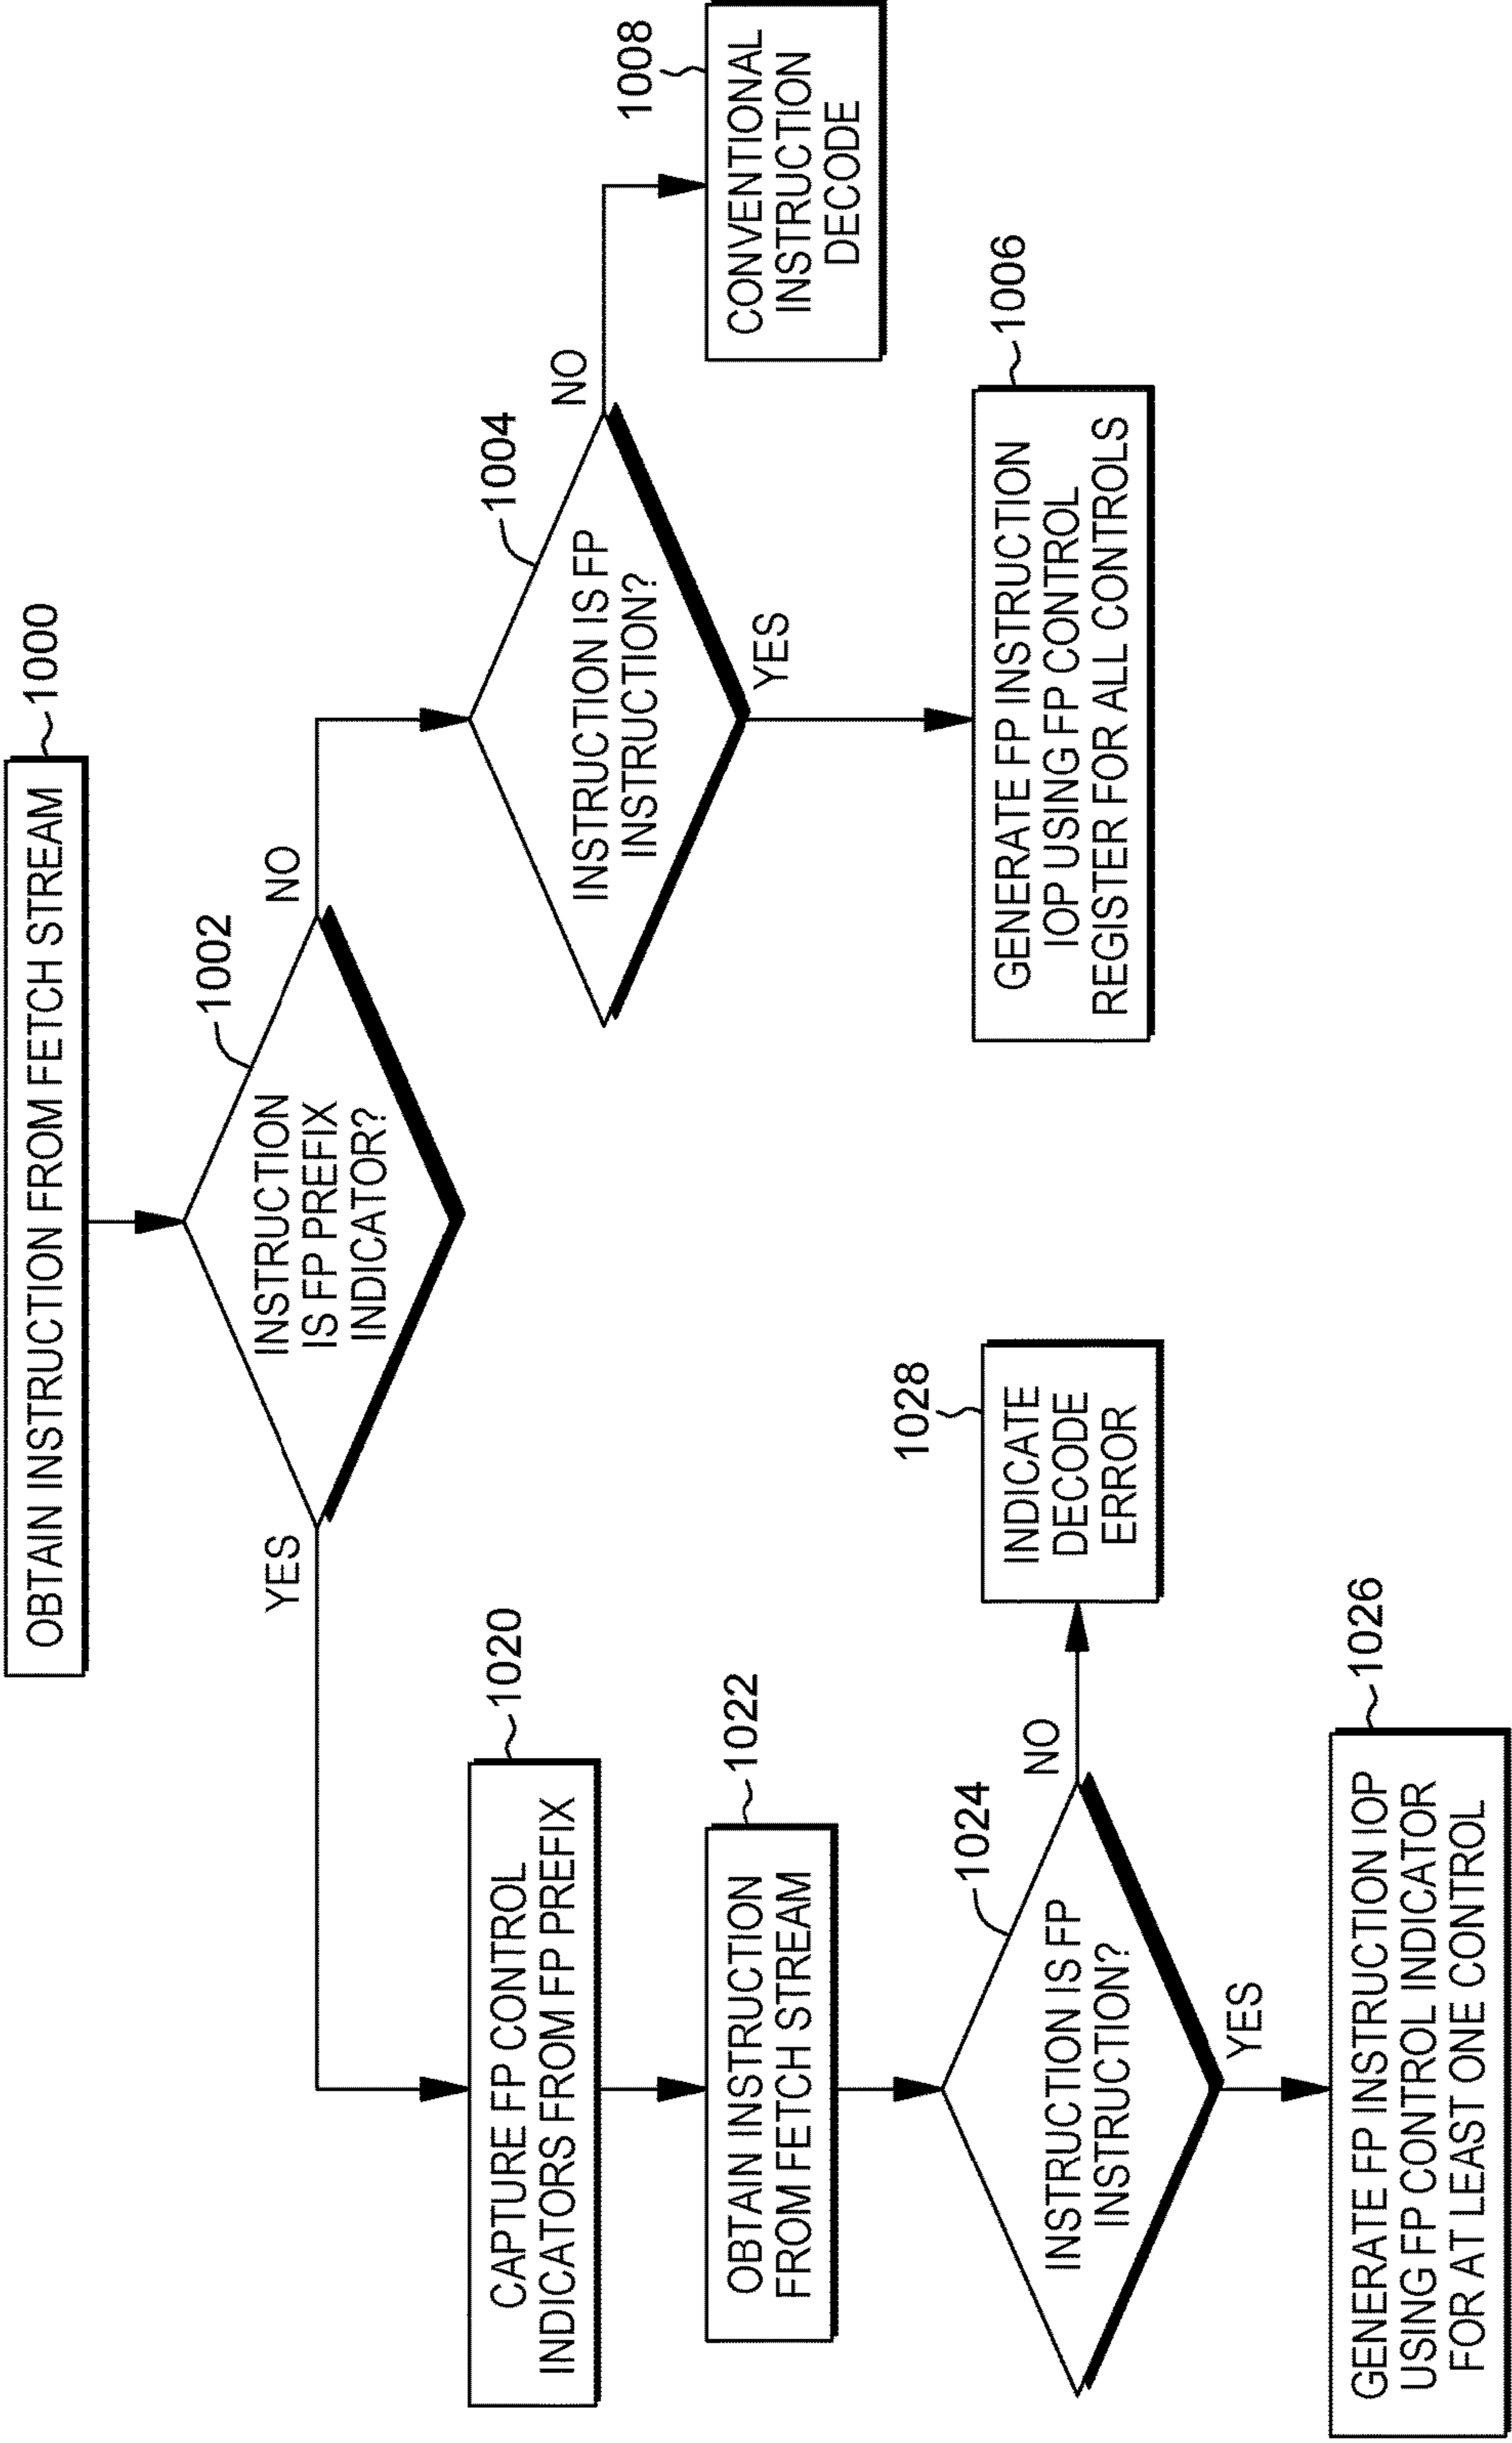 OBTAIN INSTRUCTION FROM FETCH STREAM
1000
INSTRUCTION
IS FP PREFIX
INDICATOR?
1002
YES
NO
CAPTURE FP CONTROL
INDICATORS FROM FP PREFIX
1020
OBTAIN INSTRUCTION
FROM FETCH STREAM
1022
INSTRUCTION IS FP
INSTRUCTION?
1024
NO
INDICATE
DECODE
ERROR
1028
YES
GENERATE FP INSTRUCTION IOP
USING FP CONTROL INDICATOR
FOR AT LEAST ONE CONTROL
1026
INSTRUCTION IS FP
INSTRUCTION?
1004
NO
CONVENTIONAL
INSTRUCTION
DECODE
1008
YES
GENERATE FP INSTRUCTION
IOP USING FP CONTROL
REGISTER FOR ALL CONTROLS
1006